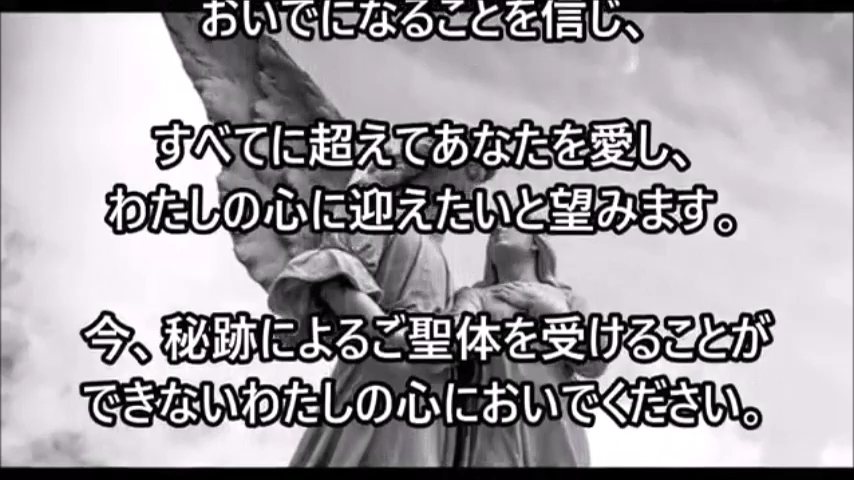 おいでになることを信じ、
すべてに超えてあなたを愛し、
わたしの心に迎えたいと望みます。
今、秘跡によるご聖体を受けることが
できないわたしの心においでください。